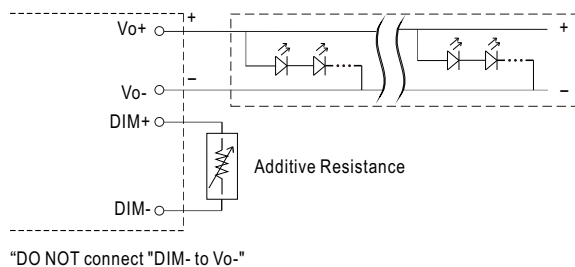 Vo+
+
+
Vo-
−
−
DIM+
Additive Resistance
DIM-
“DO NOT connect "DIM- to Vo-"